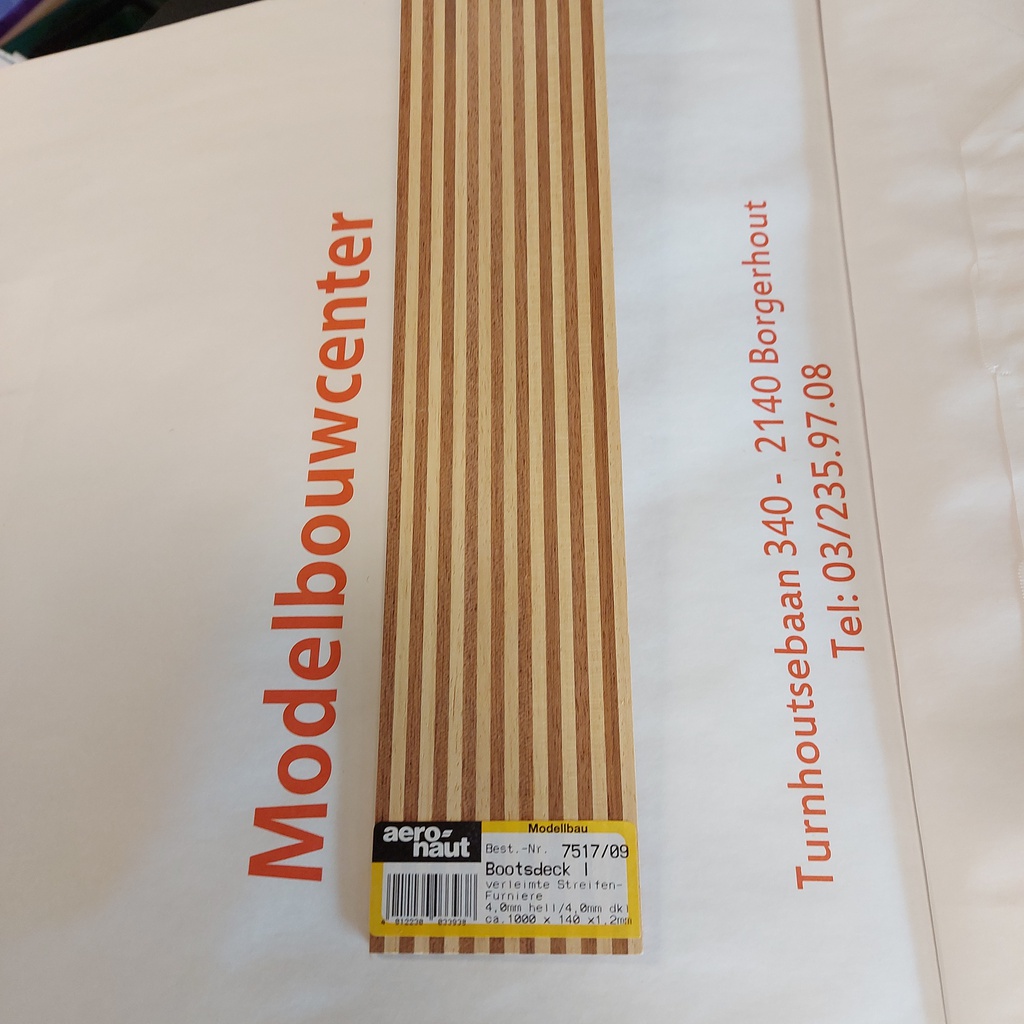 Modelbouwcenter
Turnhoutsebaan 340 - 2140 Borgerhout
Tel: 03/235.97.08
aero-
naut
Modellbau
Best.-Nr. 7517/09
Bootsdeck I
verleimte Streifen-
Furniere
4,0mm hell/4,0mm dkl
ca.1000 x 140 x1,2mm